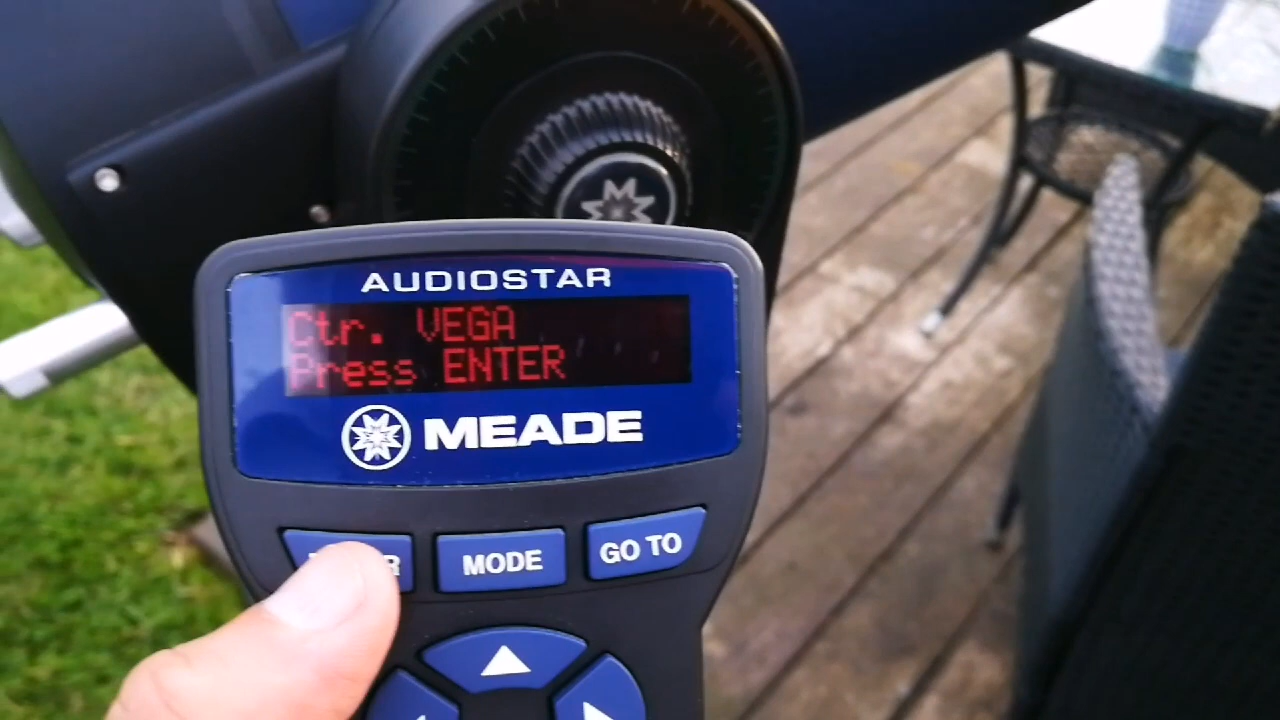 AUDIOSTAR
Ctr. VEGA
Press ENTER
MEADE
MODE
GO TO